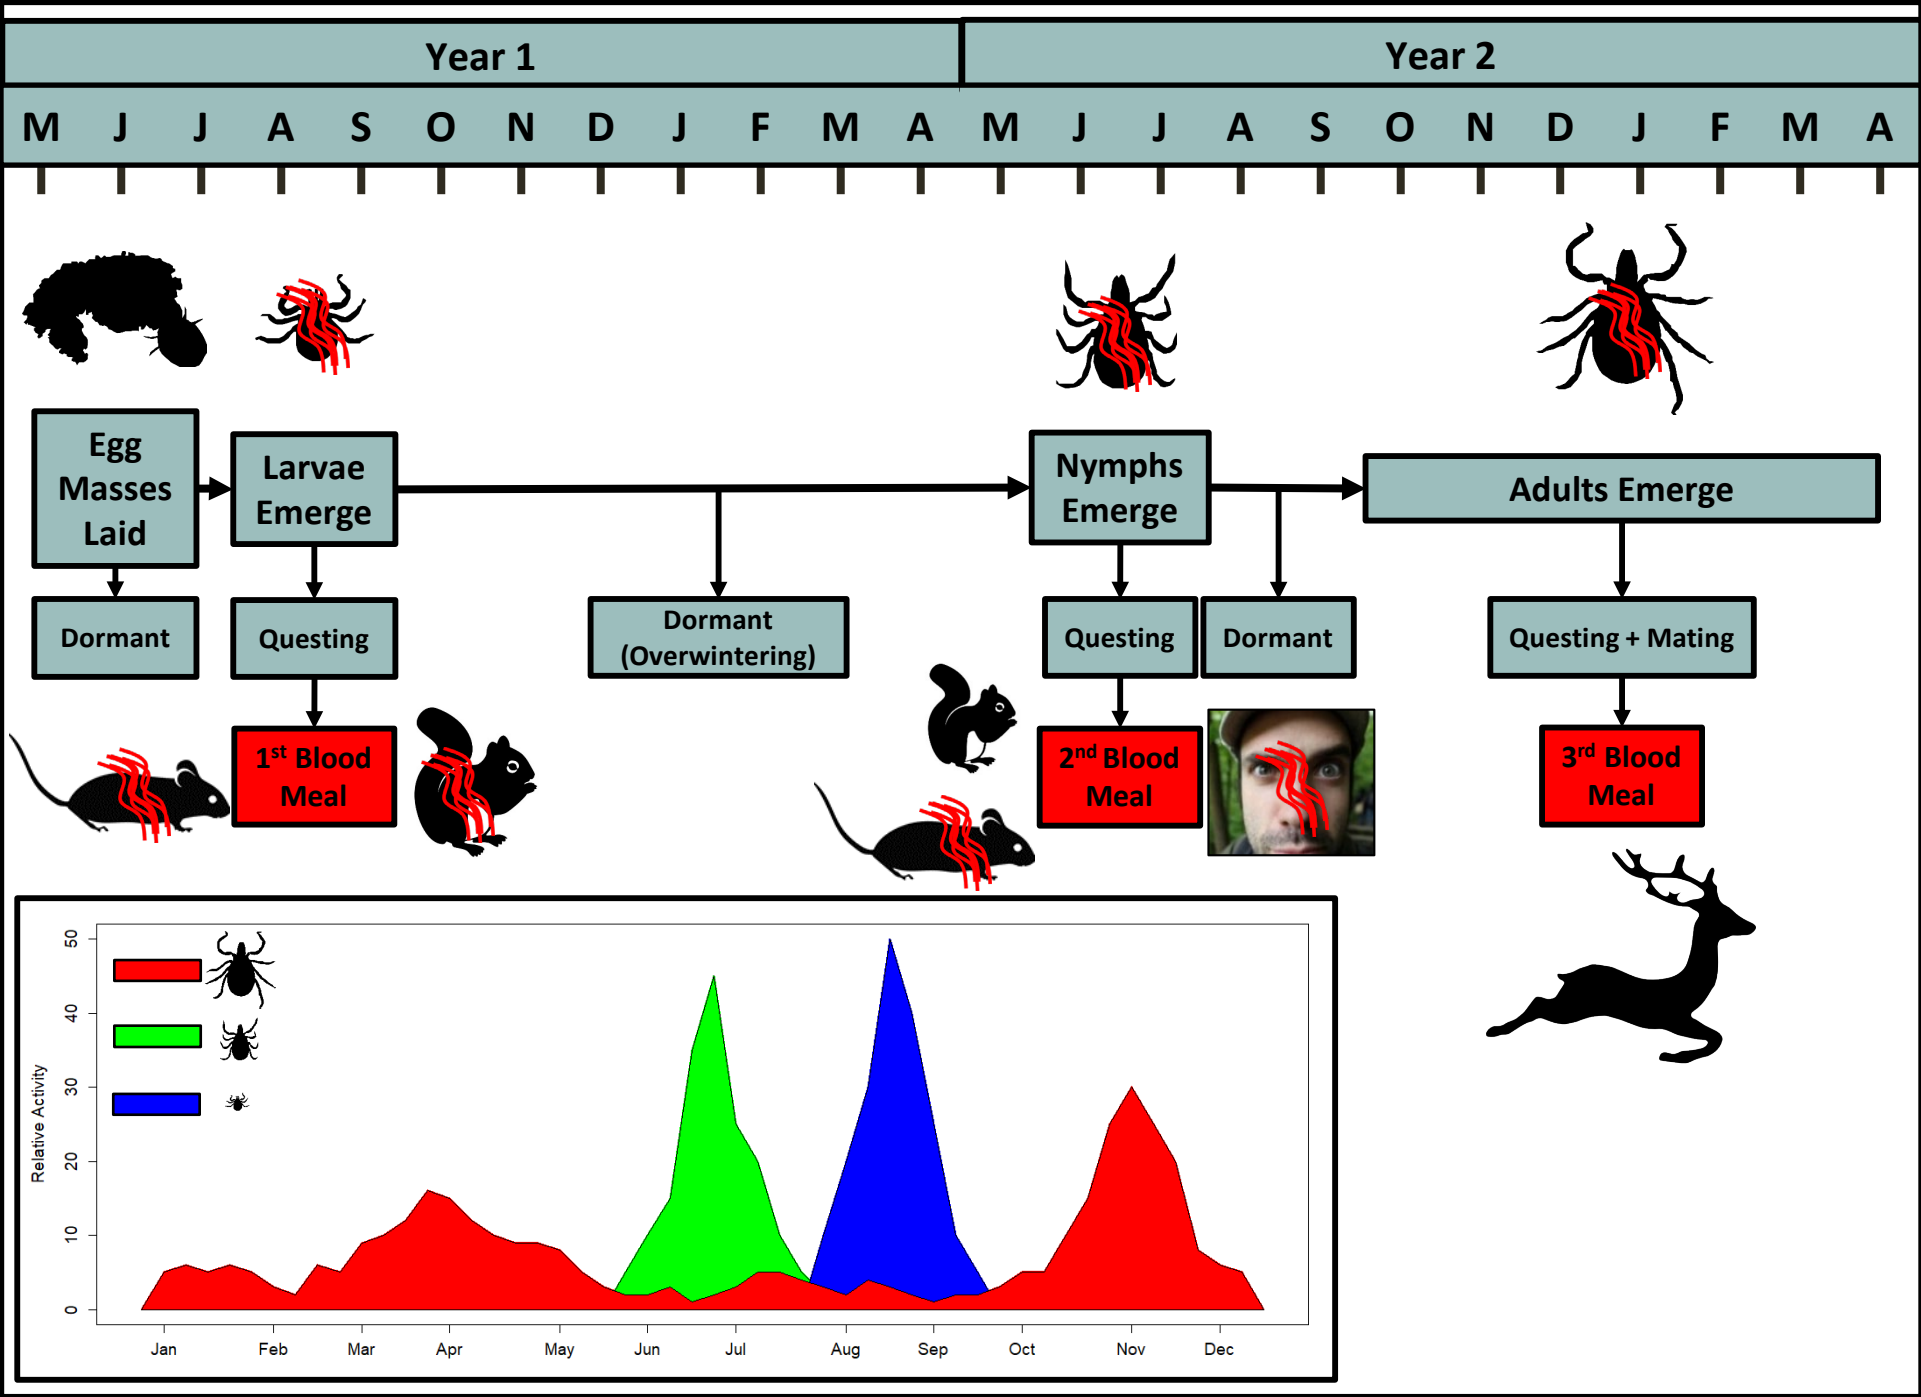 Year 1
Year 2
M J J A S O N D J F M A M J J A S O N D J F M A
Egg
Masses
Laid
Larvae
Emerge
Nymphs
Emerge
Adults Emerge
Dormant
Questing
Dormant
(Overwintering)
Questing
Dormant
Questing + Mating
1st Blood
Meal
2nd Blood
Meal
3rd Blood
Meal
Relative Activity
50
40
30
20
10
0
Jan Feb Mar Apr May Jun Jul Aug Sep Oct Nov Dec